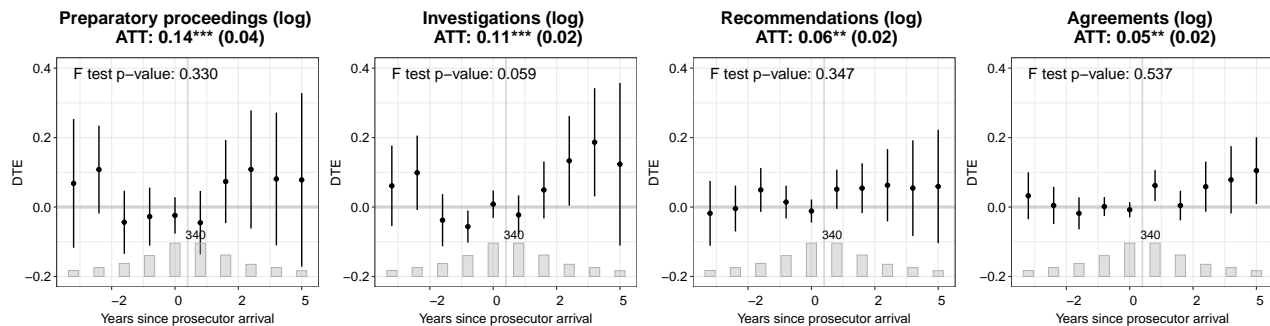 Preparatory proceedings (log)
ATT: 0.14*** (0.04)
F test p−value: 0.330
0.4
0.2
0.0
−0.2
DTE
340
−2
0
2
5
Years since prosecutor arrival
Investigations (log)
ATT: 0.11*** (0.02)
F test p−value: 0.059
0.4
0.2
0.0
−0.2
DTE
340
−2
0
2
5
Years since prosecutor arrival
Recommendations (log)
ATT: 0.06** (0.02)
F test p−value: 0.347
0.4
0.2
0.0
−0.2
DTE
340
−2
0
2
5
Years since prosecutor arrival
Agreements (log)
ATT: 0.05** (0.02)
F test p−value: 0.537
0.4
0.2
0.0
−0.2
DTE
340
−2
0
2
5
Years since prosecutor arrival